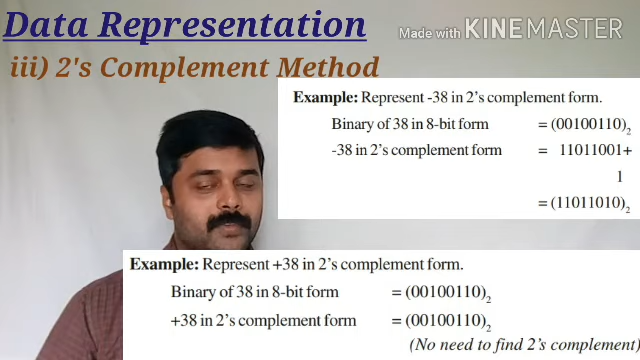 Data Representation
Made with KINEMASTER
iii) 2's Complement Method
Example: Represent -38 in 2's complement form.
Binary of 38 in 8-bit form = (00100110)₂
-38 in 2's complement form = 11011001+
1
= (11011010)₂
Example: Represent +38 in 2's complement form.
Binary of 38 in 8-bit form = (00100110)₂
+38 in 2's complement form = (00100110)₂
(No need to find 2's complement)